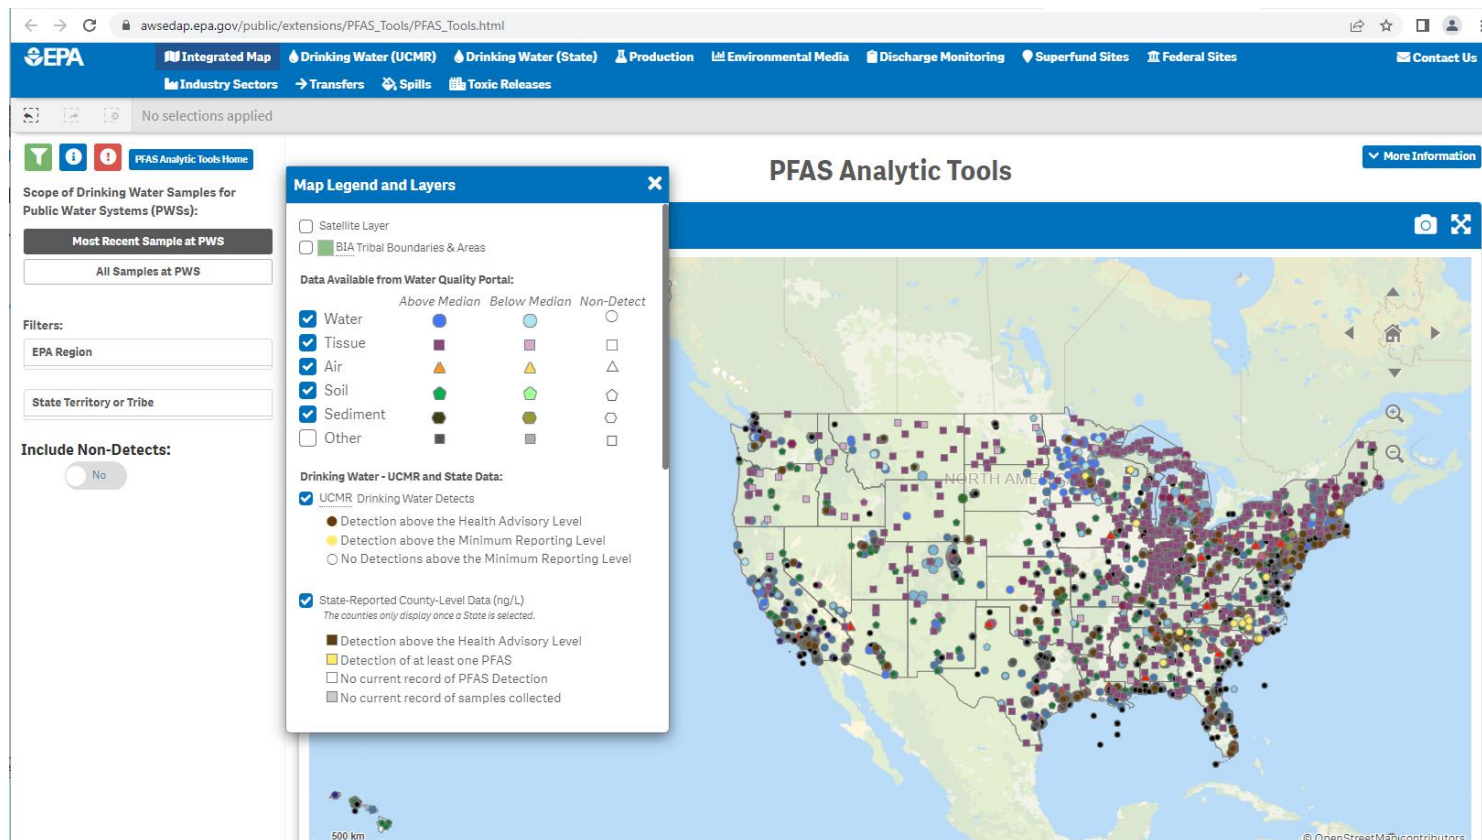 awsedap.epa.gov/public/extensions/PFAS_Tools/PFAS_Tools.html
EPA
Integrated Map
Drinking Water (UCMR)
Drinking Water (State)
Production
Environmental Media
Discharge Monitoring
Superfund Sites
Federal Sites
Contact Us
Industry Sectors
Transfers
Spills
Toxic Releases
No selections applied
PFAS Analytic Tools Home
Scope of Drinking Water Samples for
Public Water Systems (PWSs):
Most Recent Sample at PWS
All Samples at PWS
Filters:
EPA Region
State Territory or Tribe
Include Non-Detects:
No
PFAS Analytic Tools
More Information
Map Legend and Layers
Satellite Layer
BIA Tribal Boundaries & Areas
Data Available from Water Quality Portal:
Above Median Below Median Non-Detect
Water
Tissue
Air
Soil
Sediment
Other
Drinking Water - UCMR and State Data:
UCMR Drinking Water Detects
Detection above the Health Advisory Level
Detection above the Minimum Reporting Level
No Detections above the Minimum Reporting Level
State-Reported County-Level Data (ng/L)
The counties only display once a State is selected.
Detection above the Health Advisory Level
Detection of at least one PFAS
No current record of PFAS Detection
No current record of samples collected
NORTH AME
500 km
© OpenStreetMap contributors